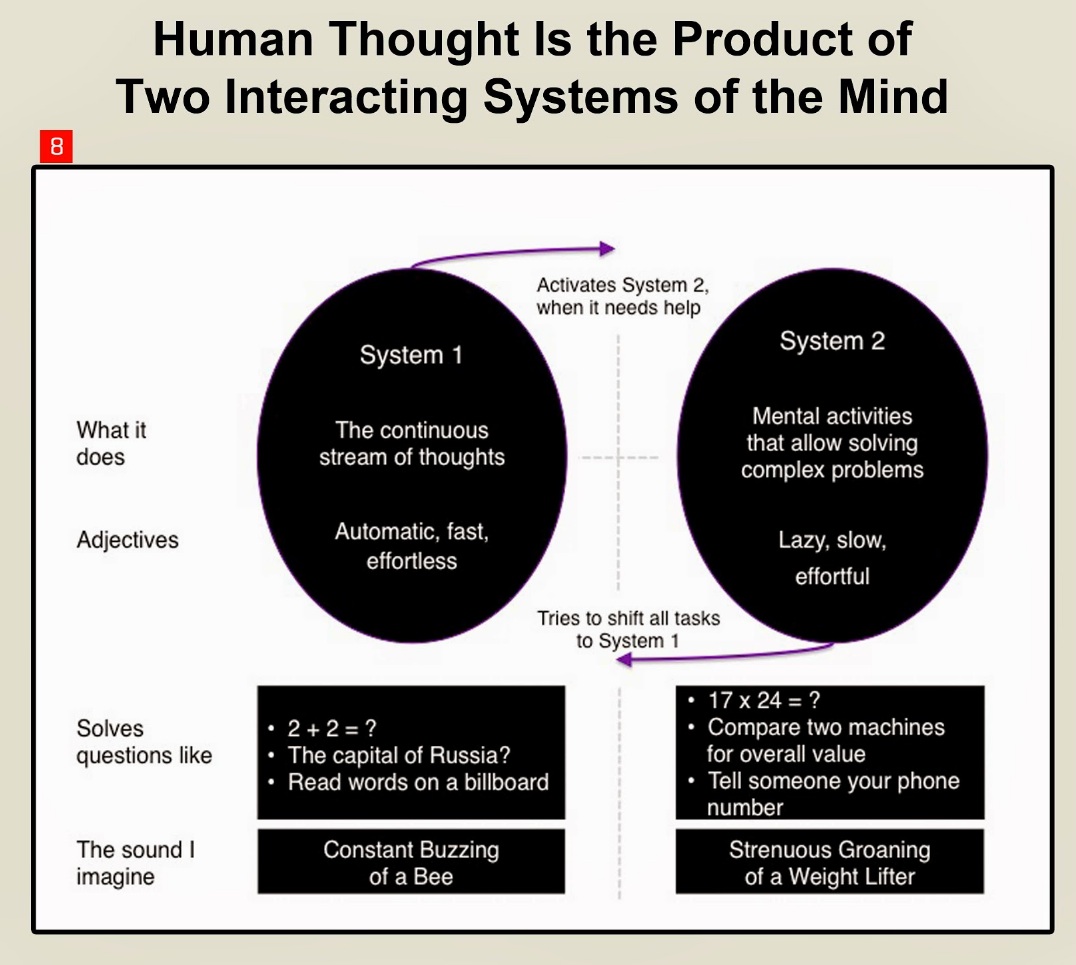 Human Thought Is the Product of
Two Interacting Systems of the Mind
8
Activates System 2,
when it needs help
System 1
System 2
What it
does
The continuous
stream of thoughts
Mental activities
that allow solving
complex problems
Adjectives
Automatic, fast,
effortless
Lazy, slow,
effortful
Tries to shift all tasks
to System 1
Solves
questions like
• 2 + 2 = ?
• The capital of Russia?
• Read words on a billboard
• 17 x 24 = ?
• Compare two machines
for overall value
• Tell someone your phone
number
The sound I
imagine
Constant Buzzing
of a Bee
Strenuous Groaning
of a Weight Lifter